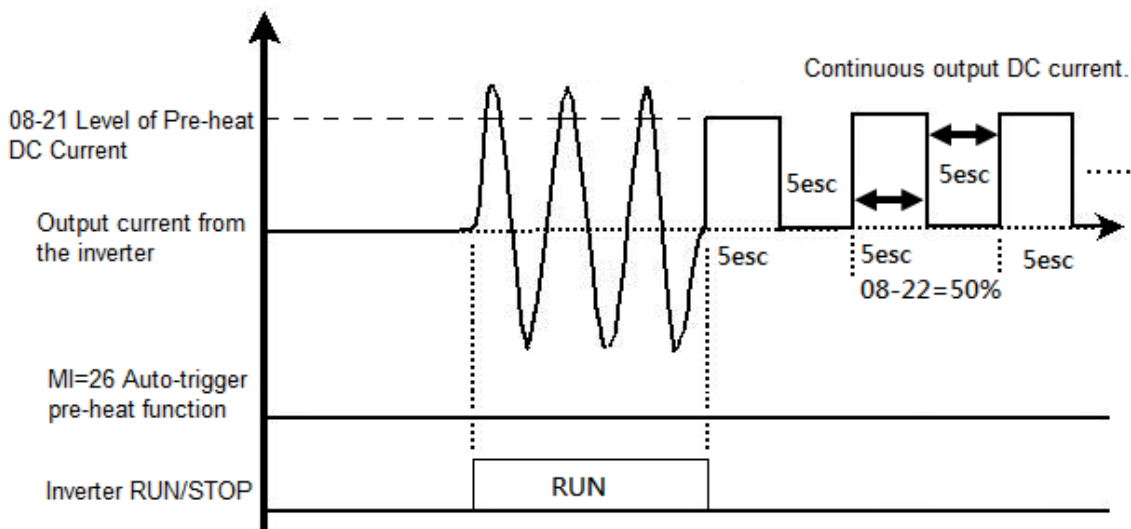 Continuous output DC current.
08-21 Level of Pre-heat
DC Current
5esc
5esc
Output current from
the inverter
5esc
5esc
5esc
08-22=50%
MI=26 Auto-trigger
pre-heat function
Inverter RUN/STOP
RUN